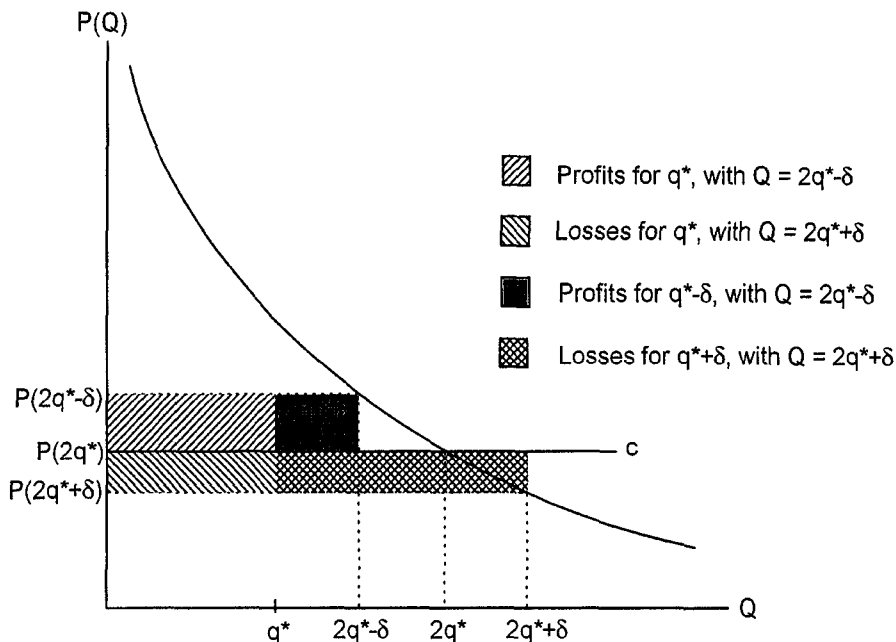 P(Q)
Profits for q*, with Q = 2q*-δ
Losses for q*, with Q = 2q*+δ
Profits for q*-δ, with Q = 2q*-δ
Losses for q*+δ, with Q = 2q*+δ
P(2q*-δ)
P(2q*)
c
P(2q*+δ)
Q
q*
2q*-δ
2q*
2q*+δ